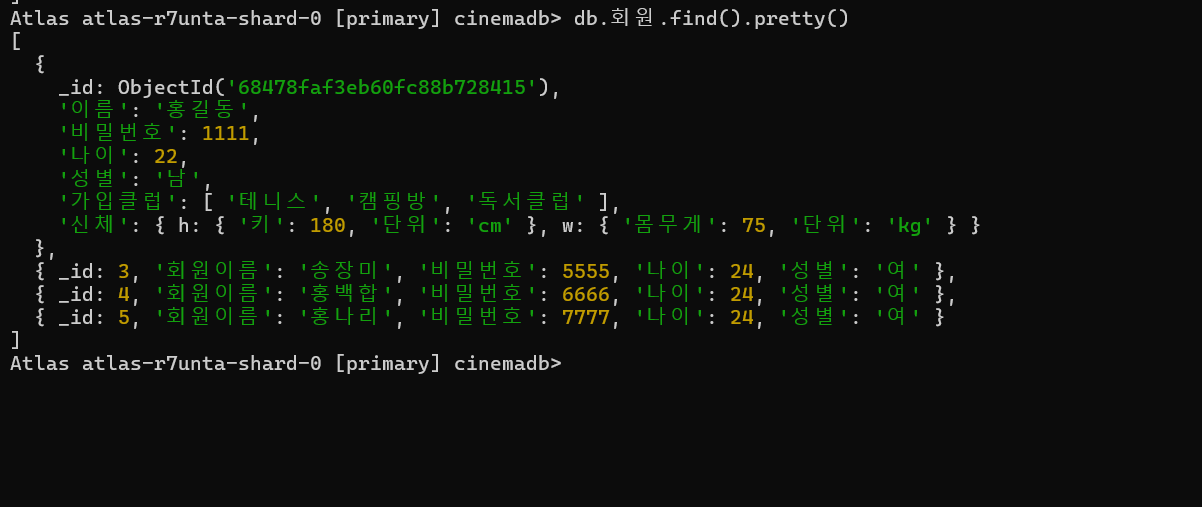 ]
Atlas atlas-r7unta-shard-0 [primary] cinemadb> db.회원.find().pretty()
[
  {
    _id: ObjectId('68478faf3eb60fc88b728415'),
    '이름': '홍길동',
    '비밀번호': 1111,
    '나이': 22,
    '성별': '남',
    '가입클럽': [ '테니스', '캠핑방', '독서클럽' ],
    '신체': { h: { '키': 180, '단위': 'cm' }, w: { '몸무게': 75, '단위': 'kg' } }
  },
  { _id: 3, '회원이름': '송장미', '비밀번호': 5555, '나이': 24, '성별': '여' },
  { _id: 4, '회원이름': '홍백합', '비밀번호': 6666, '나이': 24, '성별': '여' },
  { _id: 5, '회원이름': '홍나리', '비밀번호': 7777, '나이': 24, '성별': '여' }
]
Atlas atlas-r7unta-shard-0 [primary] cinemadb>